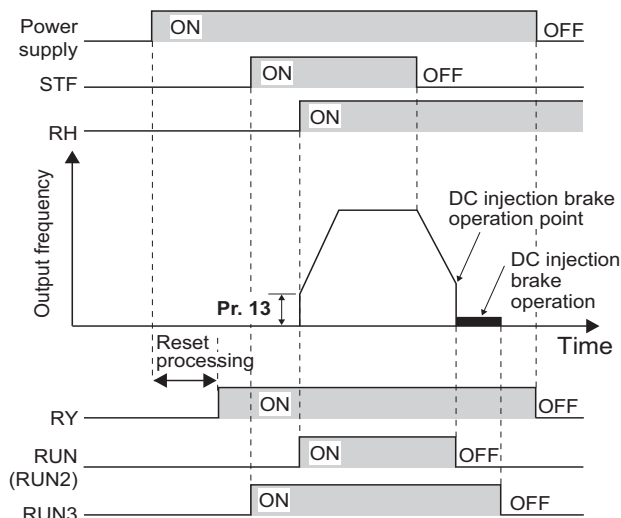 Power
supply
ON
OFF
STF
ON
OFF
RH
ON
Output frequency
DC injection brake
operation point
DC injection
brake
operation
Pr. 13
Time
Reset
processing
RY
ON
OFF
RUN
(RUN2)
ON
OFF
RUN3
ON
OFF